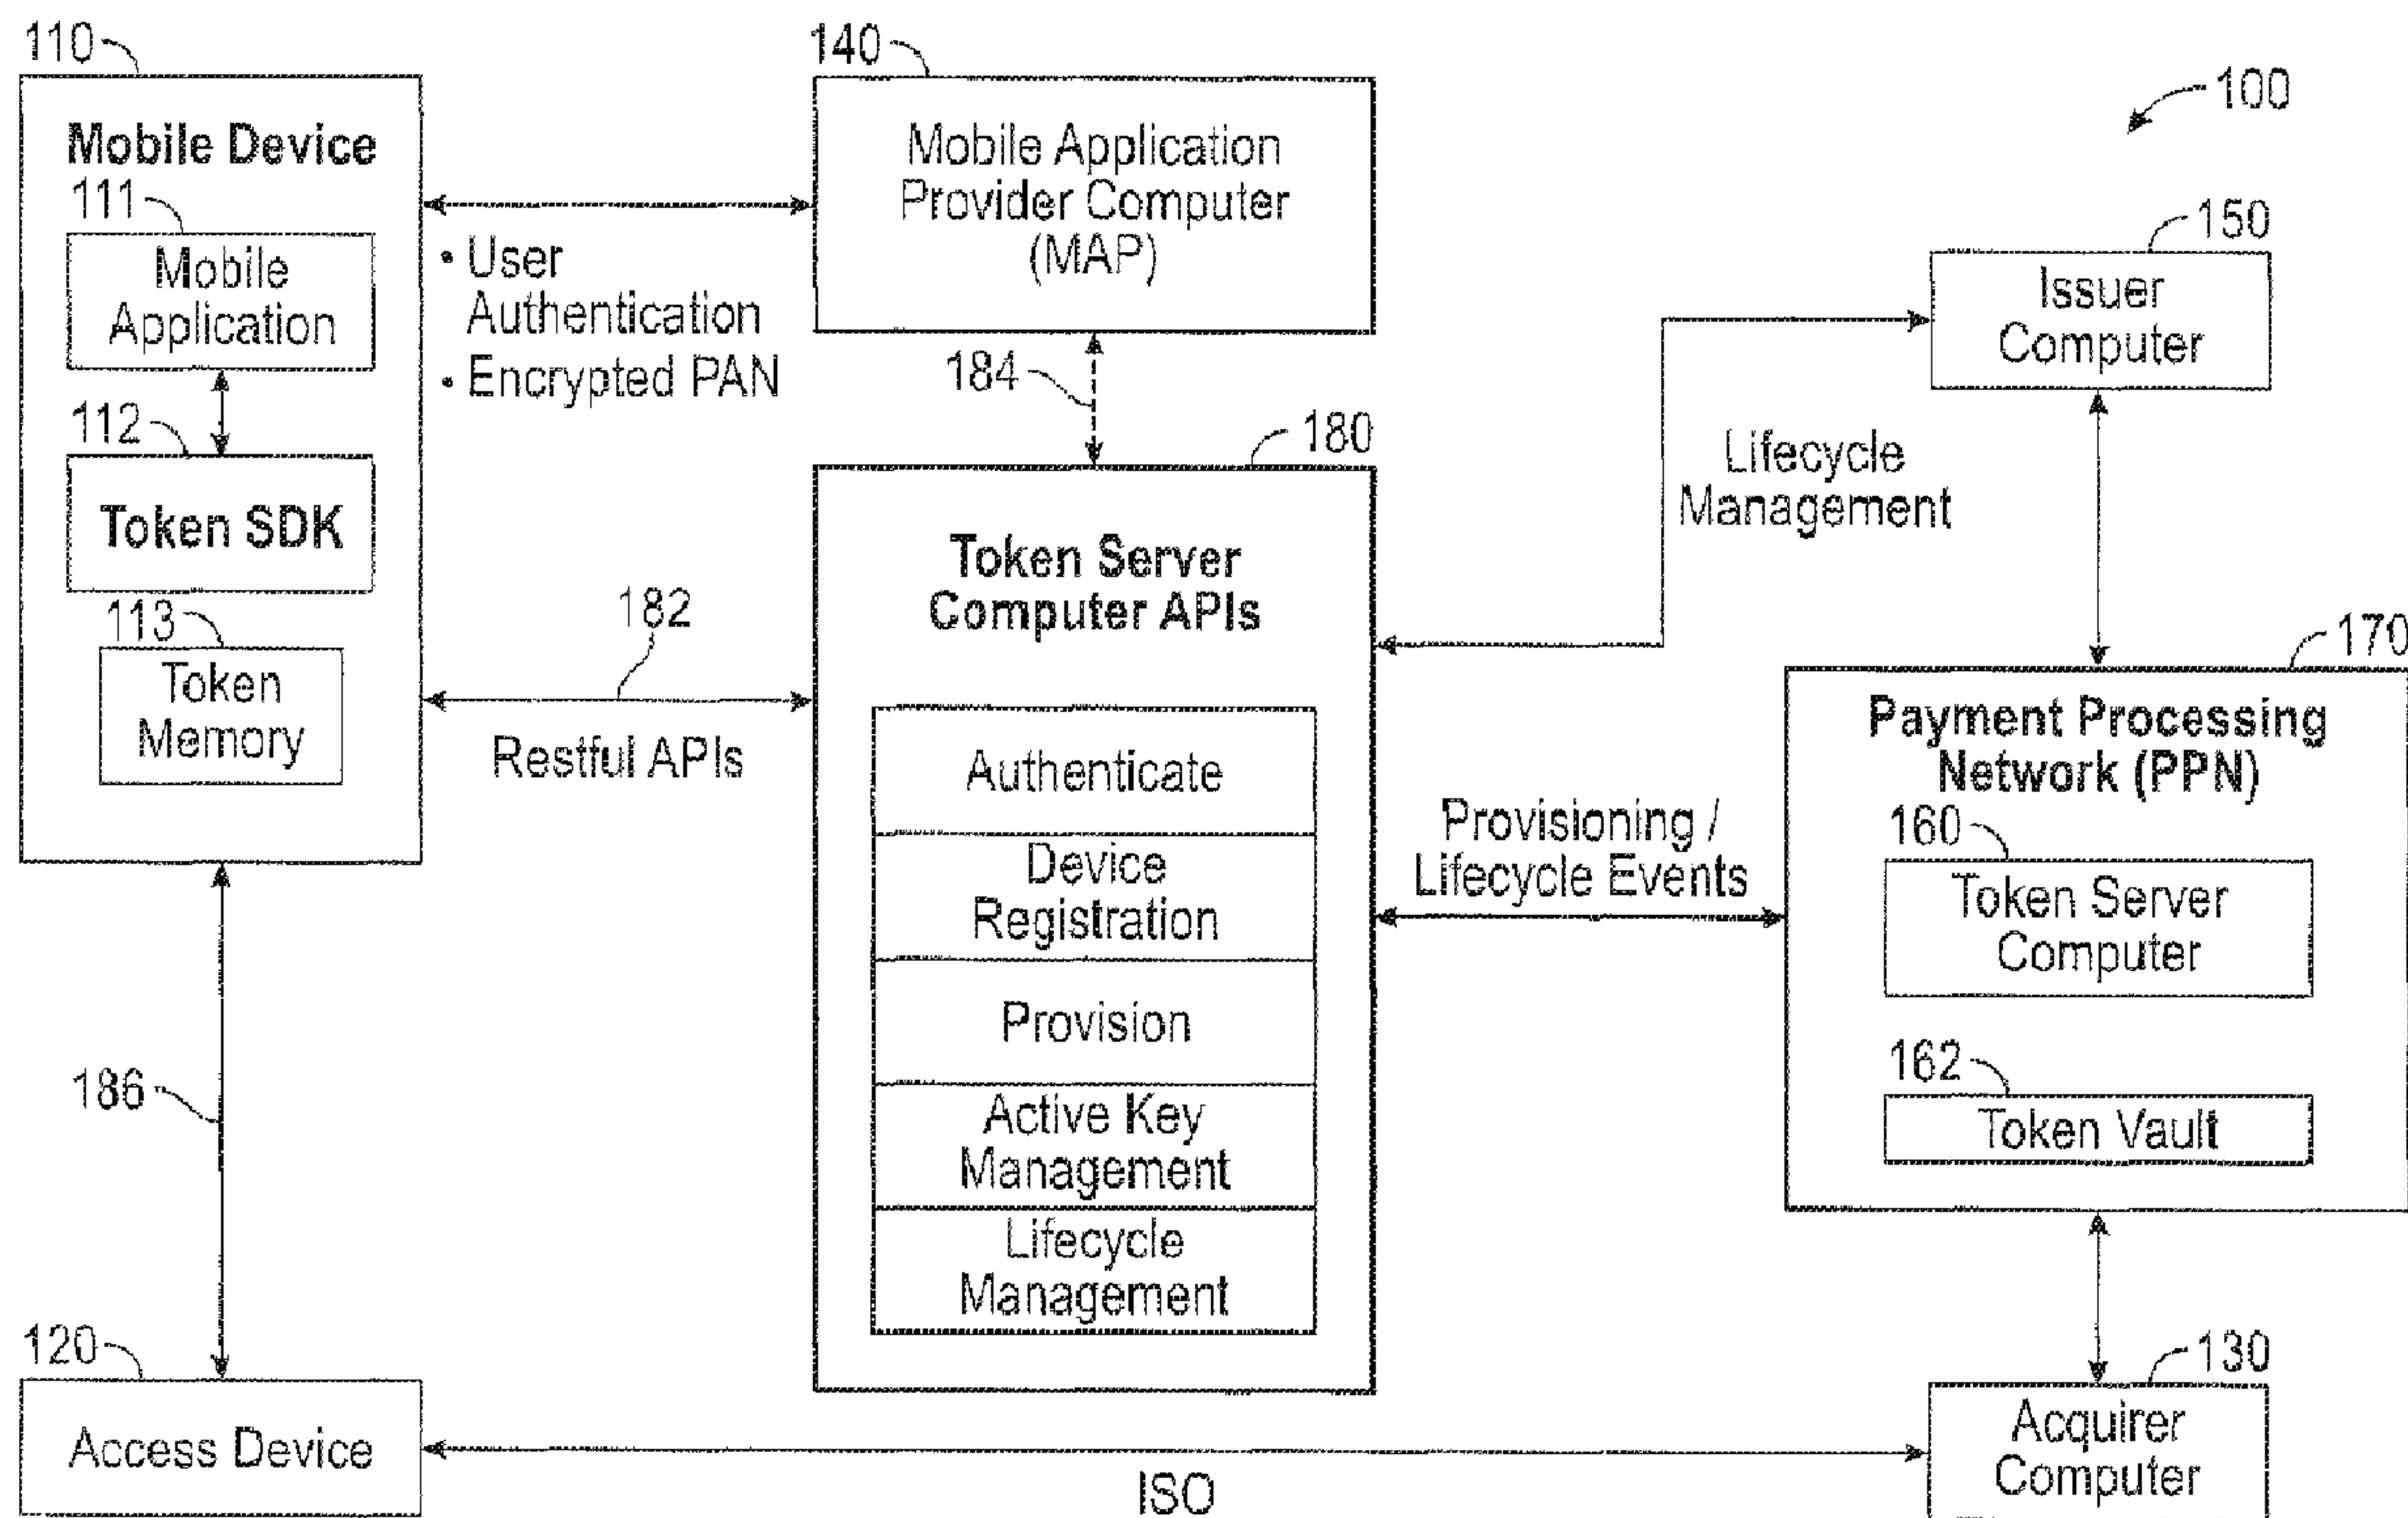 110
Mobile Device
111
Mobile
Application
112
Token SDK
113
Token
Memory
140
Mobile Application
Provider Computer
(MAP)
• User
Authentication
• Encrypted PAN
184
100
150
Issuer
Computer
Lifecycle
Management
180
Token Server
Computer APIs
Authenticate
Device
Registration
Provision
Active Key
Management
Lifecycle
Management
182
Restful APIs
Provisioning /
Lifecycle Events
170
Payment Processing
Network (PPN)
160
Token Server
Computer
162
Token Vault
186
120
Access Device
ISO
130
Acquirer
Computer